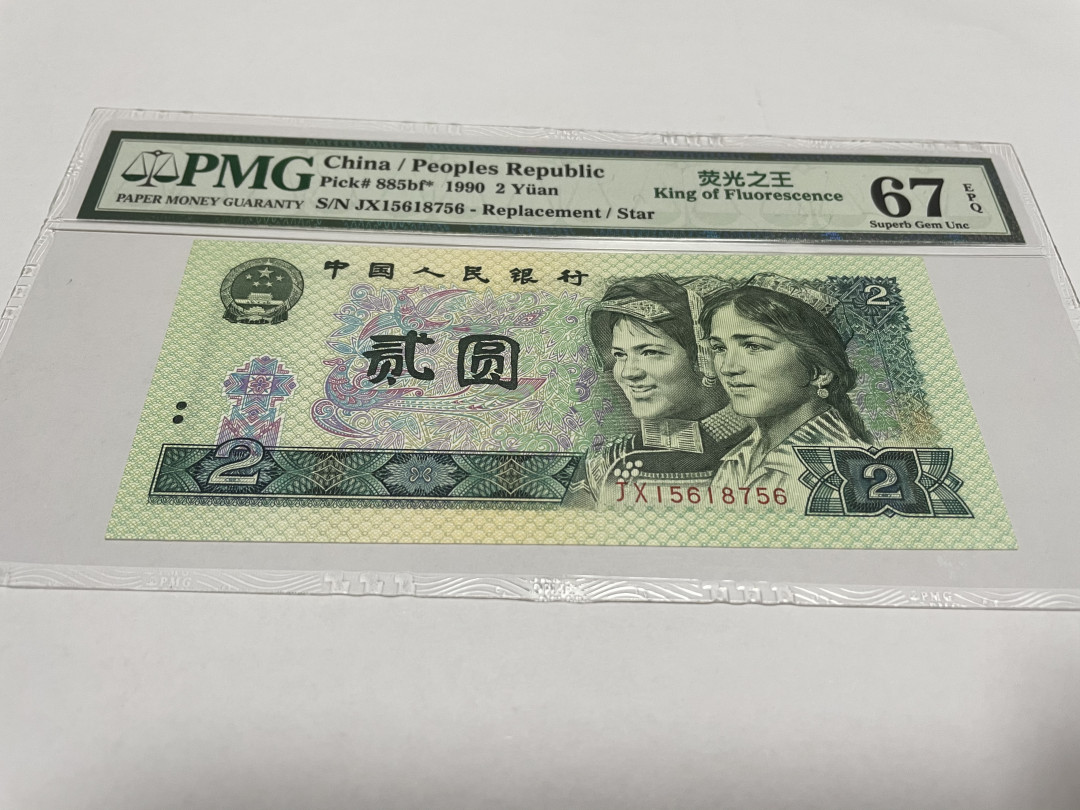 PMG
PAPER MONEY GUARANTY
China / Peoples Republic
Pick# 885bf* 1990 2 Yüan
S/N JX15618756 - Replacement / Star
荧光之王
King of Fluorescence
67
EPQ
Superb Gem Unc
中国人民银行
2
贰圆
2
2
JX15618756
PMG
PMG